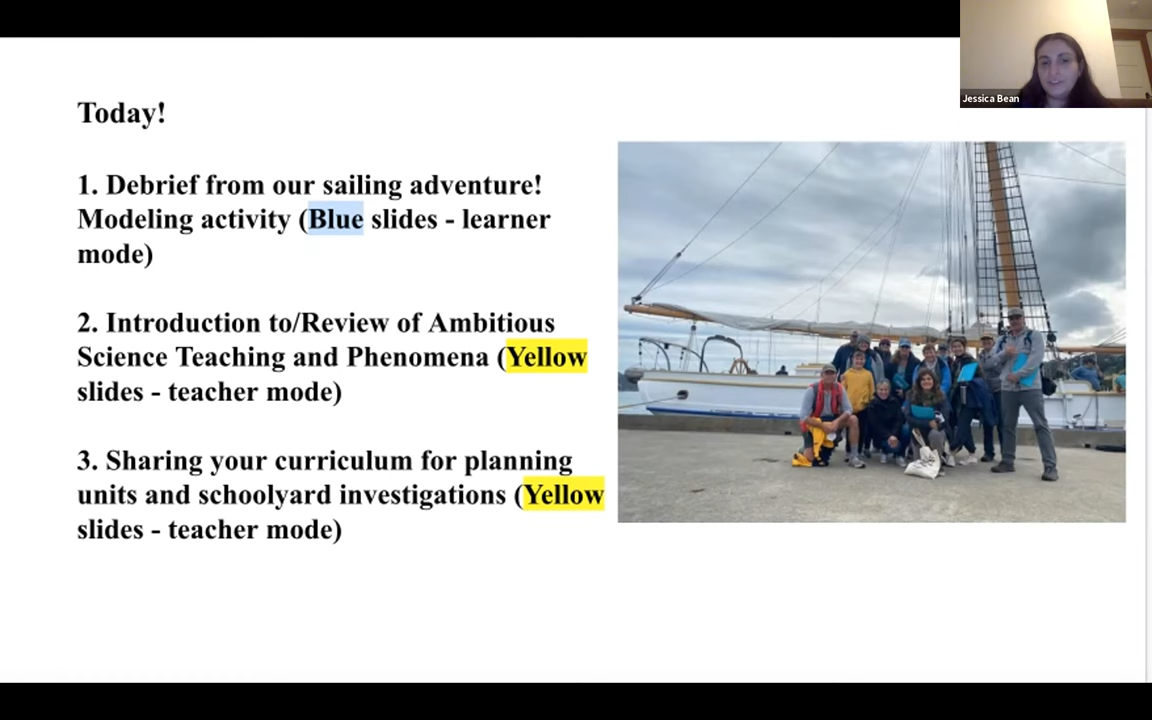 Today!
1. Debrief from our sailing adventure!
Modeling activity (Blue slides - learner
mode)
2. Introduction to/Review of Ambitious
Science Teaching and Phenomena (Yellow
slides - teacher mode)
3. Sharing your curriculum for planning
units and schoolyard investigations (Yellow
slides - teacher mode)
Jessica Bean